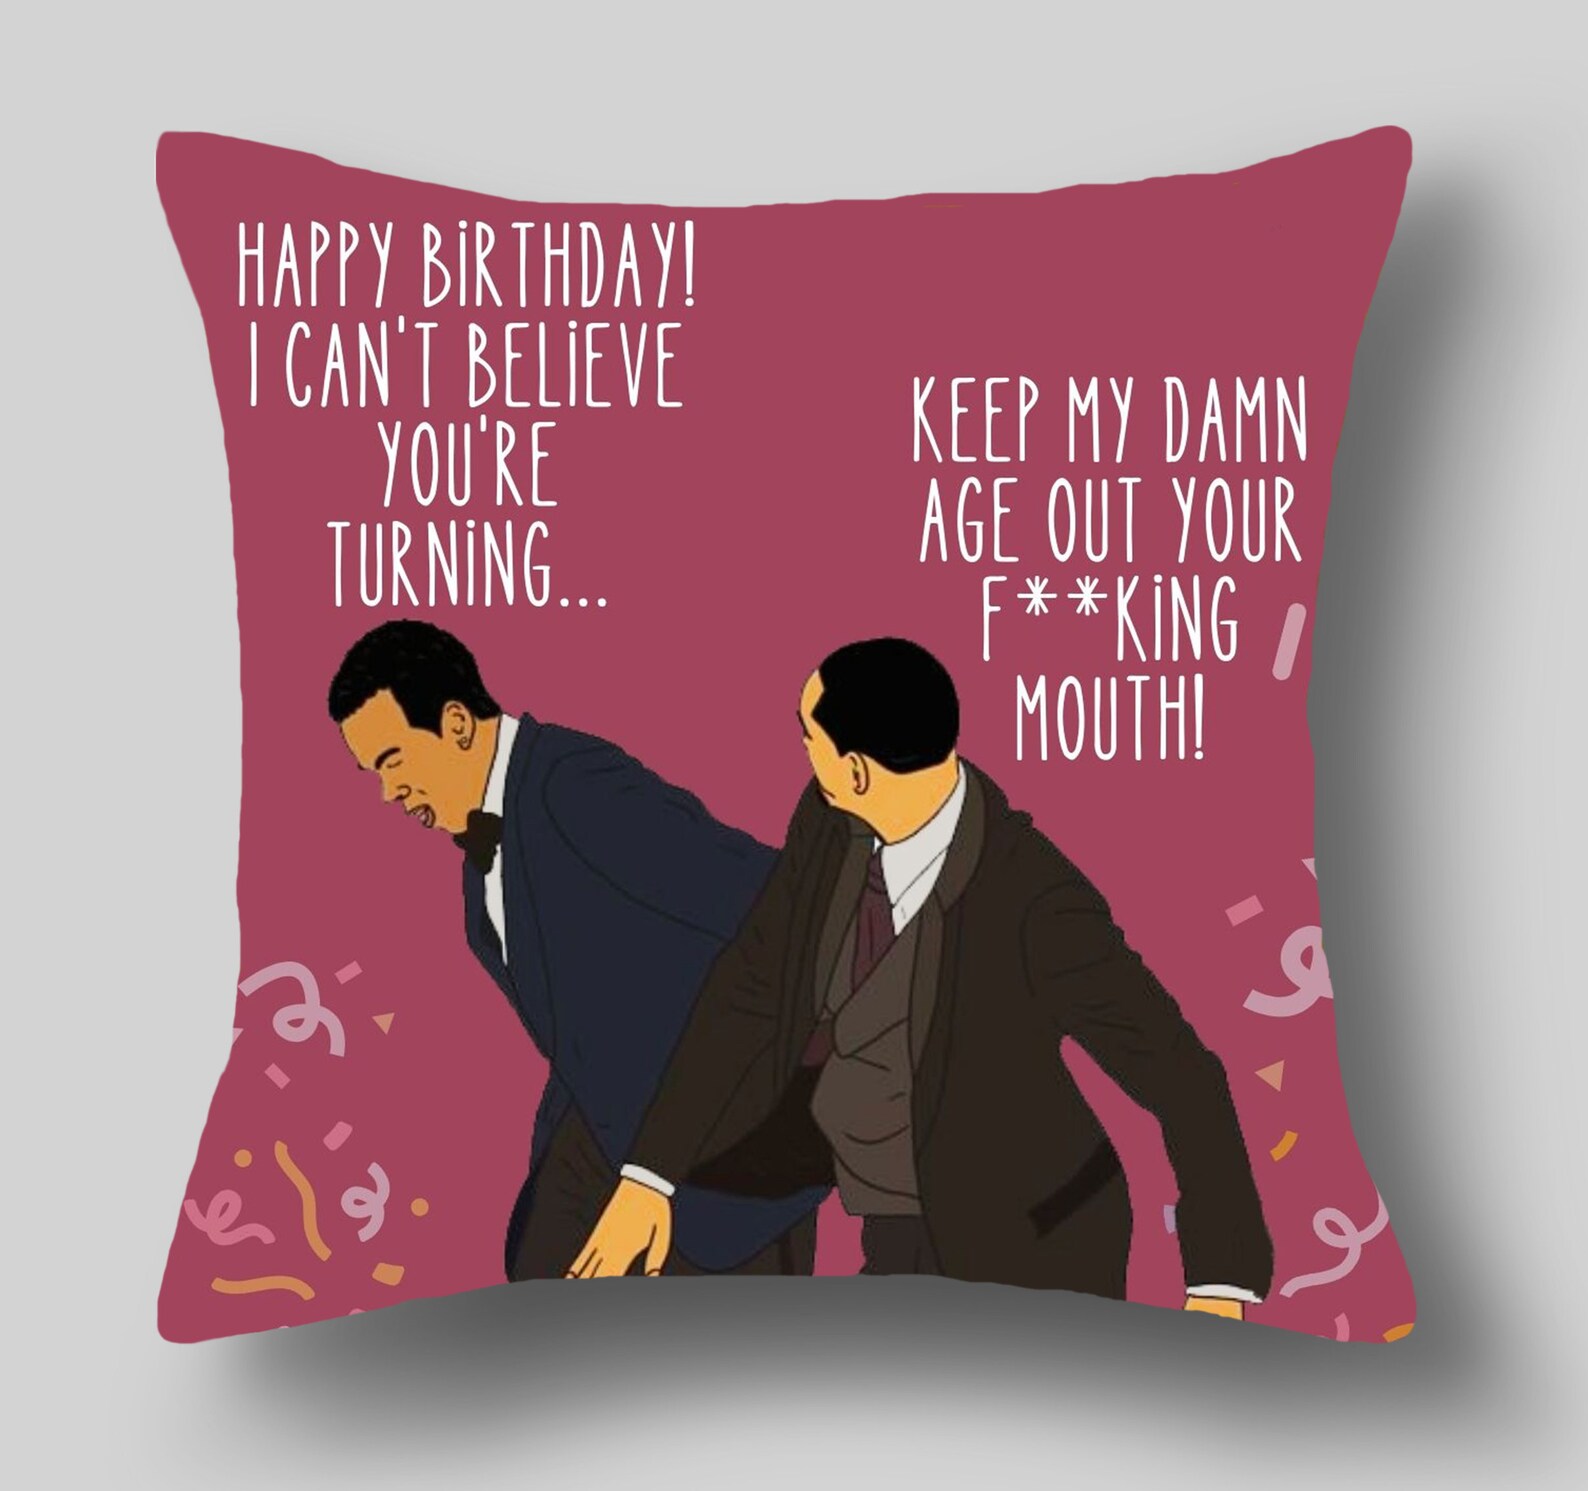 HAPPY BiRTHDAY!
I CAN'T BELiEVE
YOU'RE
TURNiNG...
KEEP MY DAMN
AGE OUT YOUR
F**KiNG
MOUTH!